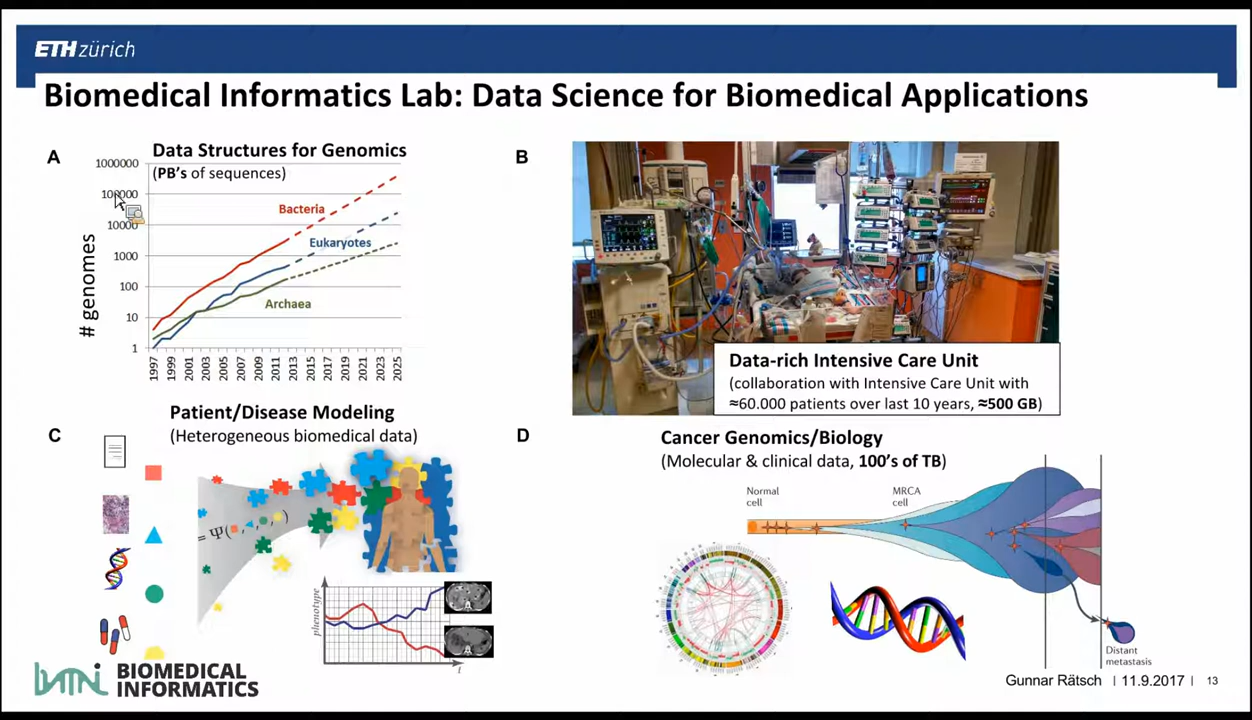 ETH zürich
Biomedical Informatics Lab: Data Science for Biomedical Applications
A
Data Structures for Genomics
(PB's of sequences)
1000000
100000
10000
1000
100
10
1
# genomes
Bacteria
Eukaryotes
Archaea
1997
1999
2001
2003
2005
2007
2009
2011
2013
2015
2017
2019
2021
2023
2025
B
Data-rich Intensive Care Unit
(collaboration with Intensive Care Unit with
≈60.000 patients over last 10 years, ≈500 GB)
C
Patient/Disease Modeling
(Heterogeneous biomedical data)
= Ψ( , , , )
phenotype
t
D
Cancer Genomics/Biology
(Molecular & clinical data, 100's of TB)
Normal
cell
MRCA
cell
Distant
metastasis
BIOMEDICAL
INFORMATICS
Gunnar Rätsch | 11.9.2017 | 13